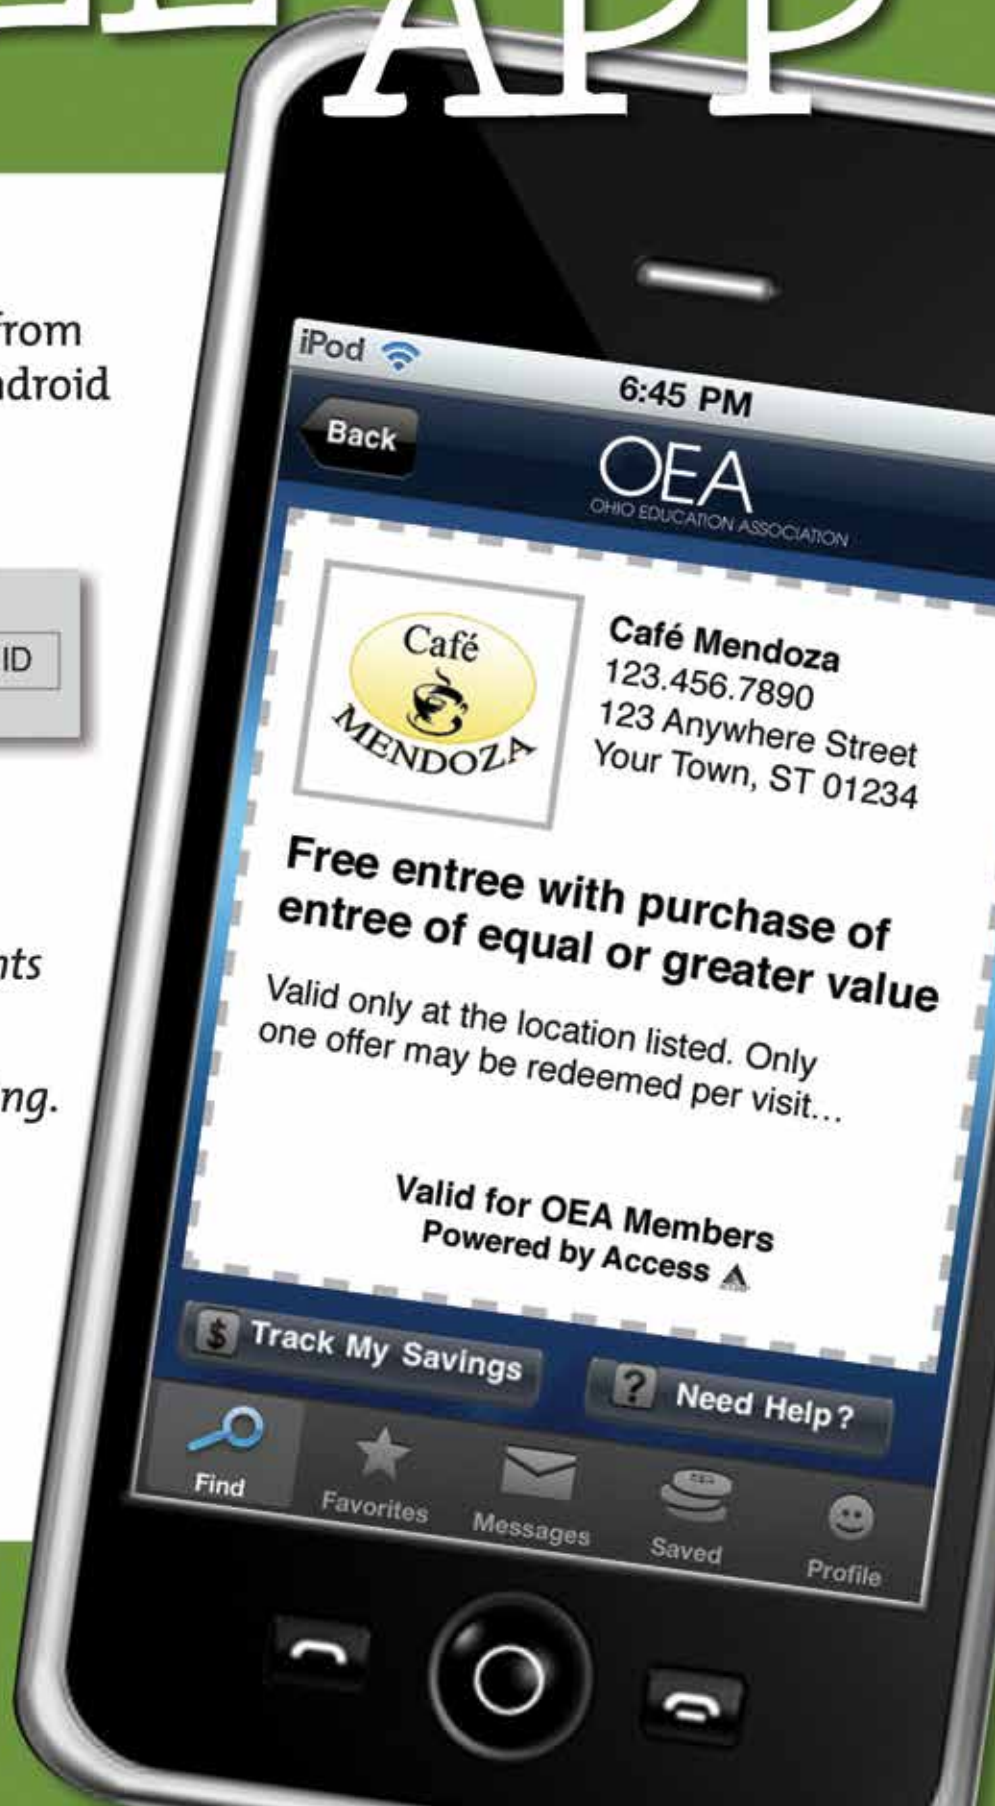 APP
from
ndroid
ID
nts
ng.
iPod
6:45 PM
Back
OEA
OHIO EDUCATION ASSOCIATION
Café
MENDOZA
Café Mendoza
123.456.7890
123 Anywhere Street
Your Town, ST 01234
Free entree with purchase of
entree of equal or greater value
Valid only at the location listed. Only
one offer may be redeemed per visit...
Valid for OEA Members
Powered by Access
$ Track My Savings
? Need Help?
Find
Favorites
Messages
Saved
Profile